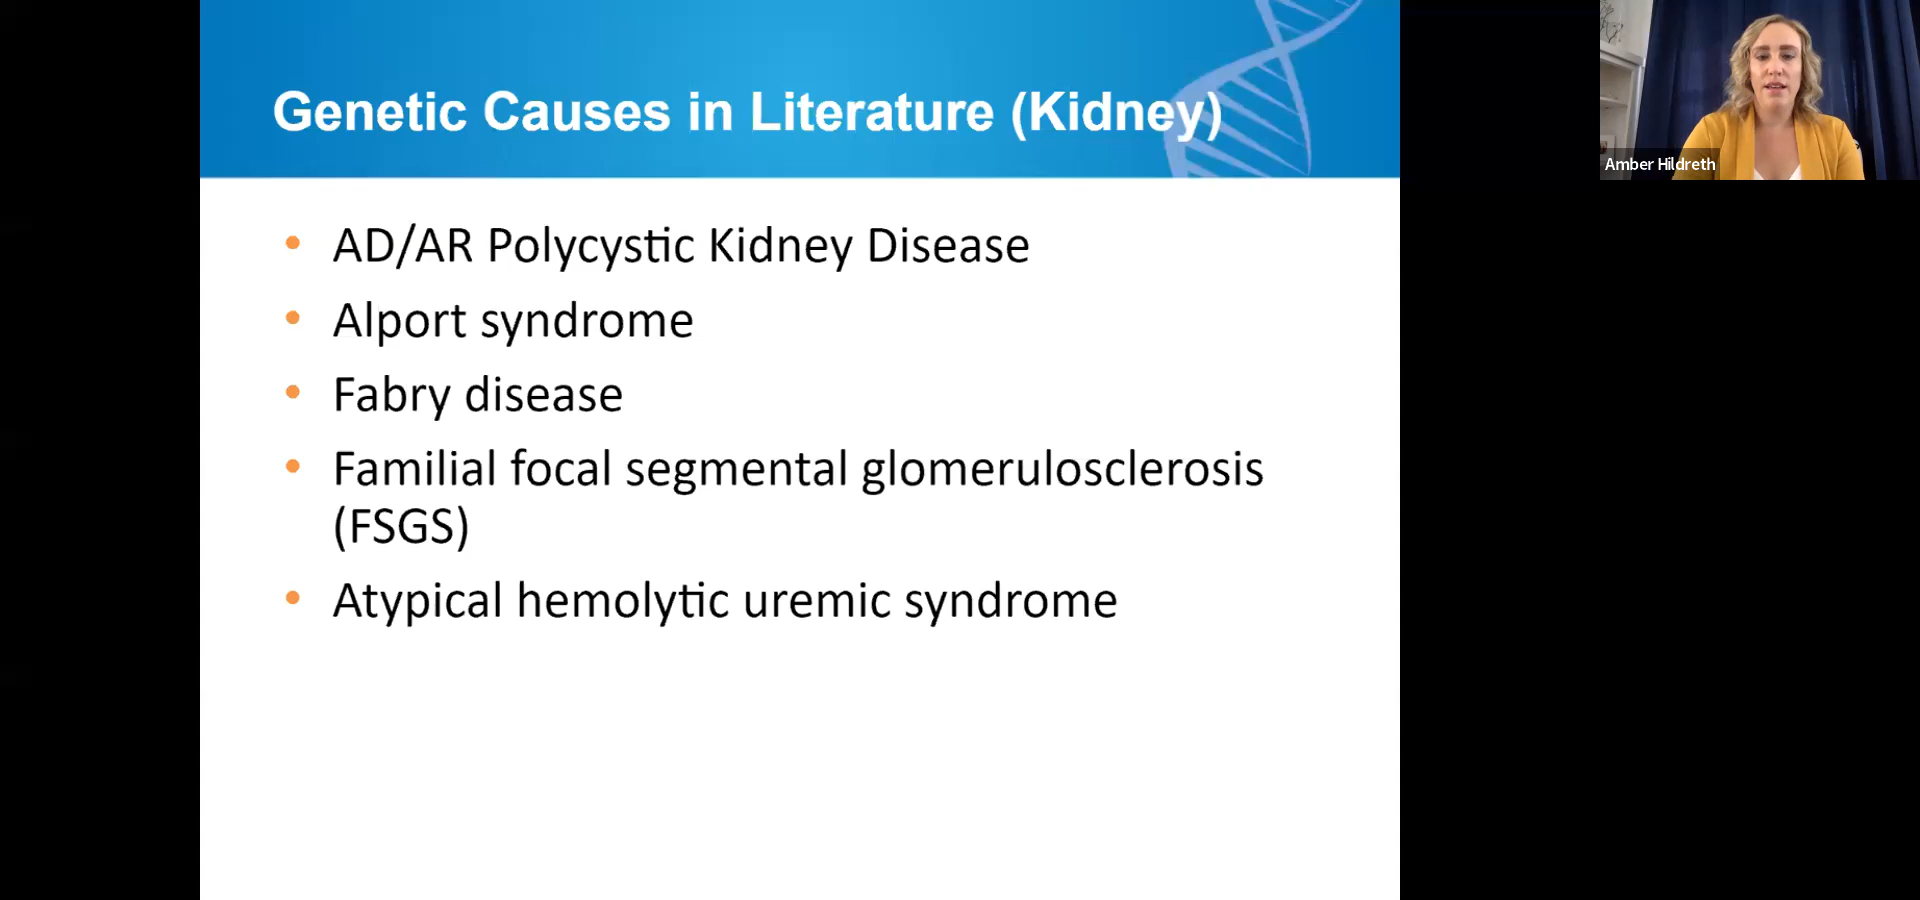 Genetic Causes in Literature (Kidney)
• AD/AR Polycystic Kidney Disease
• Alport syndrome
• Fabry disease
• Familial focal segmental glomerulosclerosis
(FSGS)
• Atypical hemolytic uremic syndrome
Amber Hildreth